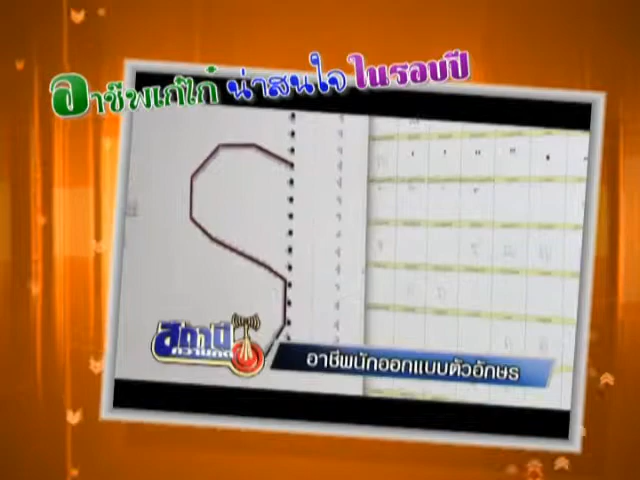 อาชีพเก๋ไก๋ น่าสนใจ ในรอบปี
สถานี
ความคิด
อาชีพนักออกแบบตัวอักษร